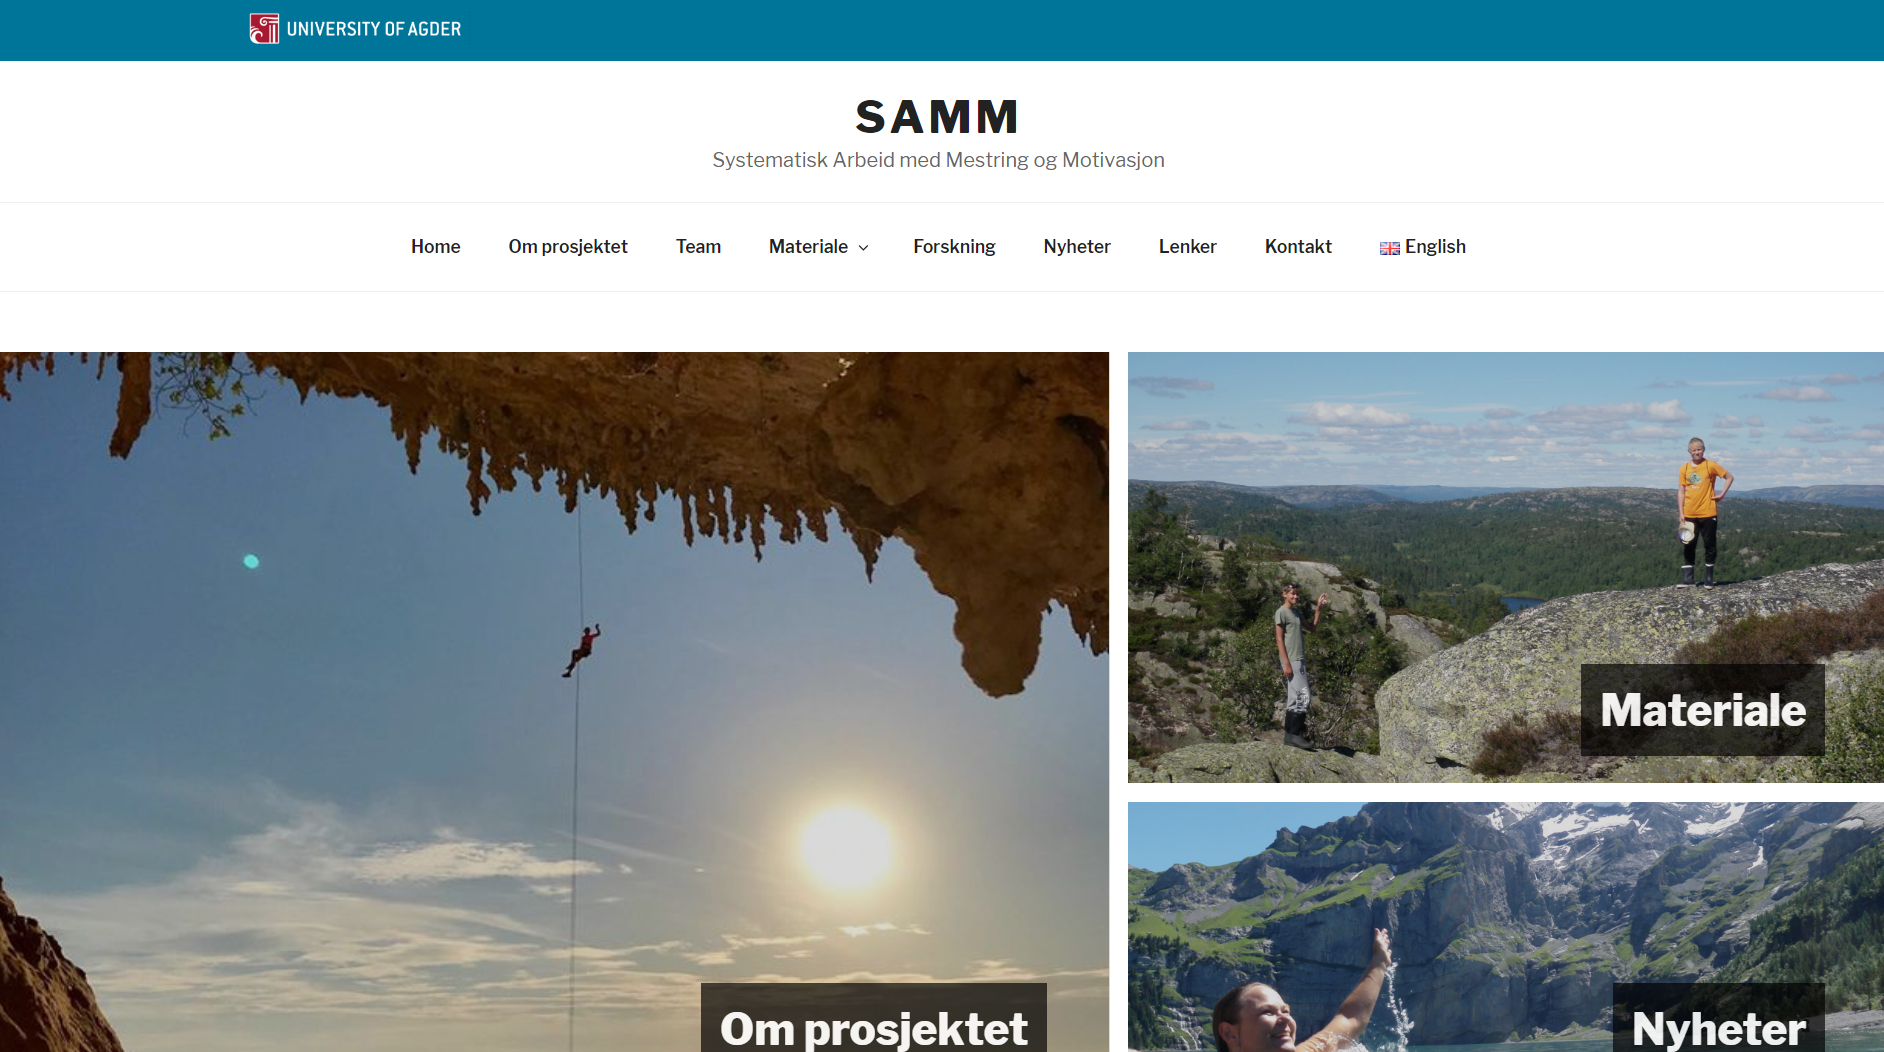 UNIVERSITY OF AGDER
SAMM
Systematisk Arbeid med Mestring og Motivasjon
Home Om prosjektet Team Materiale Forskning Nyheter Lenker Kontakt English
Materiale
Om prosjektet
Nyheter